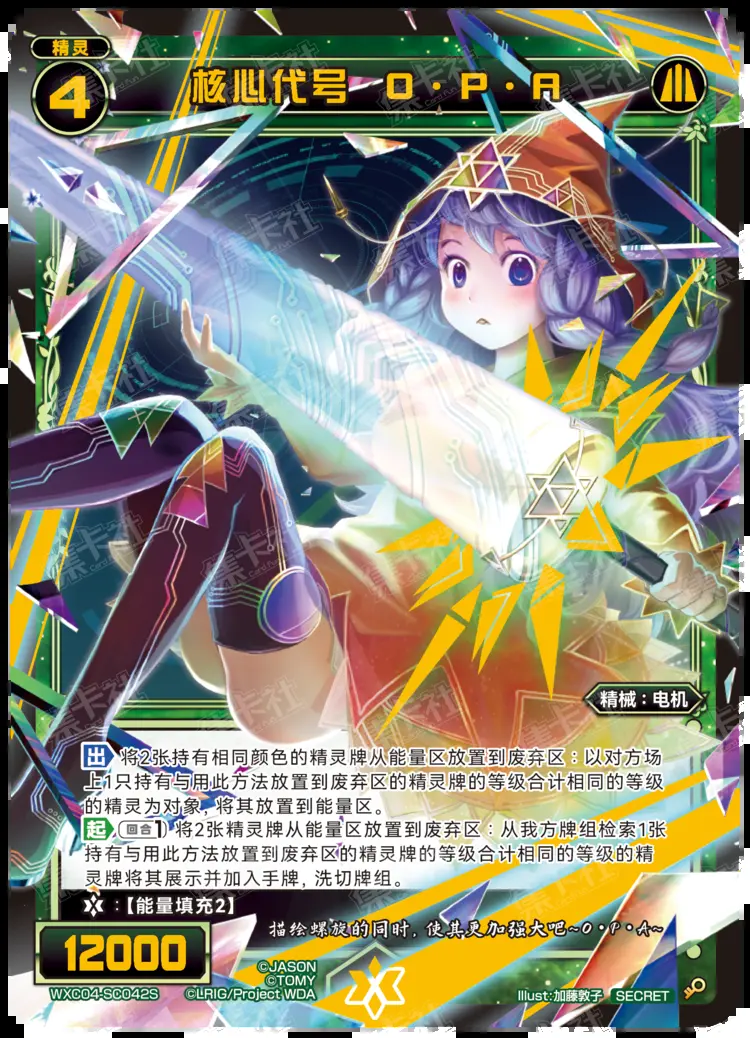 精灵
4
核心代号 O·P·A
精械：电机
出 将2张持有相同颜色的精灵牌从能量区放置到废弃区：以对方场
上1只持有与用此方法放置到废弃区的精灵牌的等级合计相同的等级
的精灵为对象，将其放置到能量区。
起 回合1 将2张精灵牌从能量区放置到废弃区：从我方牌组检索1张
持有与用此方法放置到废弃区的精灵牌的等级合计相同的等级的精
灵牌将其展示并加入手牌，洗切牌组。
：【能量填充2】
描绘螺旋的同时，使其更加强大吧~O·P·A~
12000
©JASON
©TOMY
WXC04-SC042S ©LRIG/Project WDA Illust:加藤敦子 SECRET
集卡社